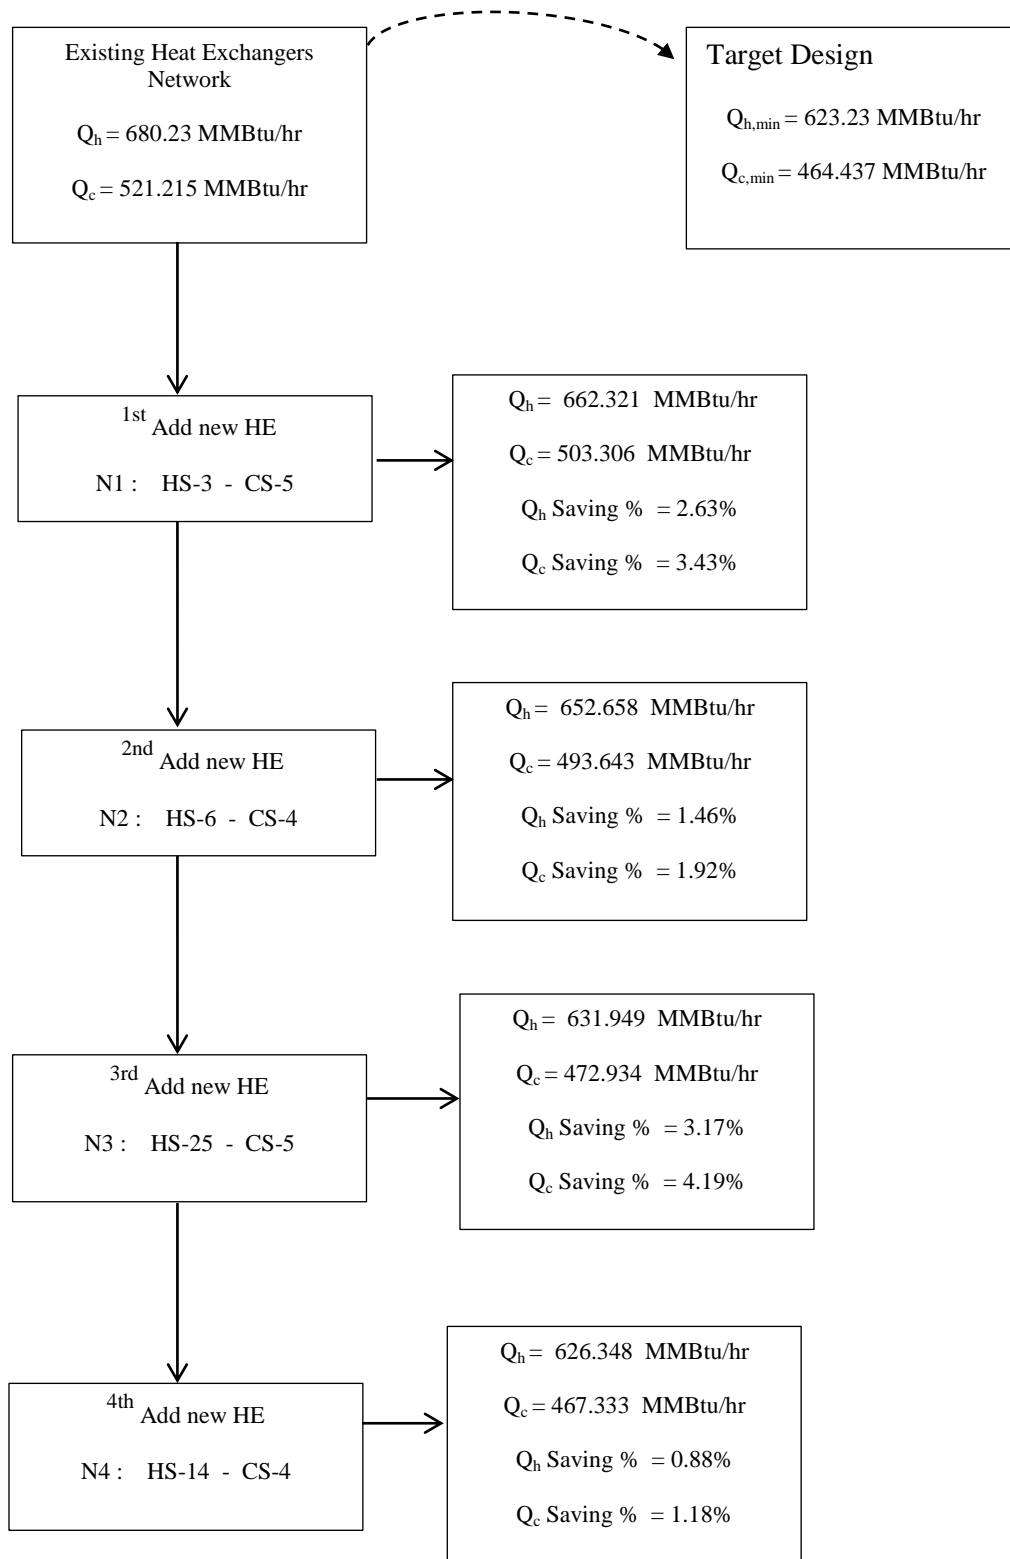 Existing Heat Exchangers
Network
Qh = 680.23 MMBtu/hr
Qc = 521.215 MMBtu/hr
Target Design
Qh,min = 623.23 MMBtu/hr
Qc,min = 464.437 MMBtu/hr
1st Add new HE
N1 : HS-3 - CS-5
Qh = 662.321 MMBtu/hr
Qc = 503.306 MMBtu/hr
Qh Saving % = 2.63%
Qc Saving % = 3.43%
2nd Add new HE
N2 : HS-6 - CS-4
Qh = 652.658 MMBtu/hr
Qc = 493.643 MMBtu/hr
Qh Saving % = 1.46%
Qc Saving % = 1.92%
3rd Add new HE
N3 : HS-25 - CS-5
Qh = 631.949 MMBtu/hr
Qc = 472.934 MMBtu/hr
Qh Saving % = 3.17%
Qc Saving % = 4.19%
4th Add new HE
N4 : HS-14 - CS-4
Qh = 626.348 MMBtu/hr
Qc = 467.333 MMBtu/hr
Qh Saving % = 0.88%
Qc Saving % = 1.18%